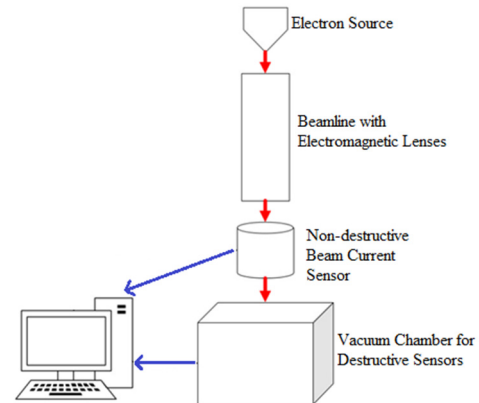 Electron Source
Beamline with
Electromagnetic Lenses
Non-destructive
Beam Current
Sensor
Vacuum Chamber for
Destructive Sensors